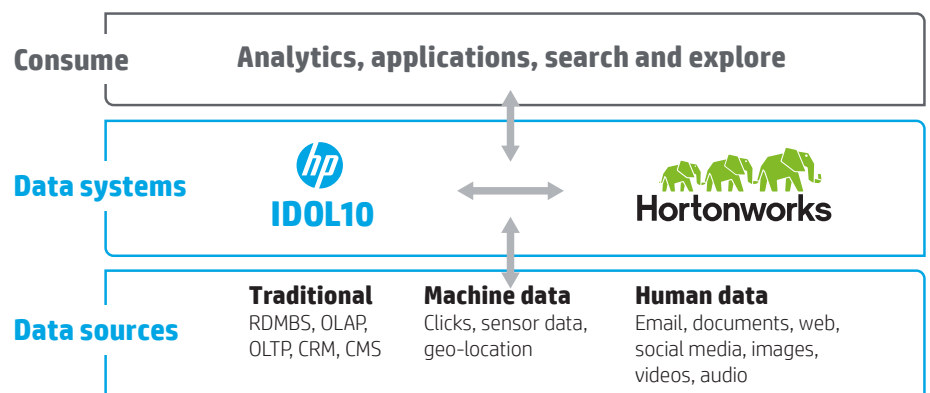 Consume
Analytics, applications, search and explore
Data systems
hp
IDOL10
Hortonworks
Data sources
Traditional
RDMBS, OLAP,
OLTP, CRM, CMS
Machine data
Clicks, sensor data,
geo-location
Human data
Email, documents, web,
social media, images,
videos, audio